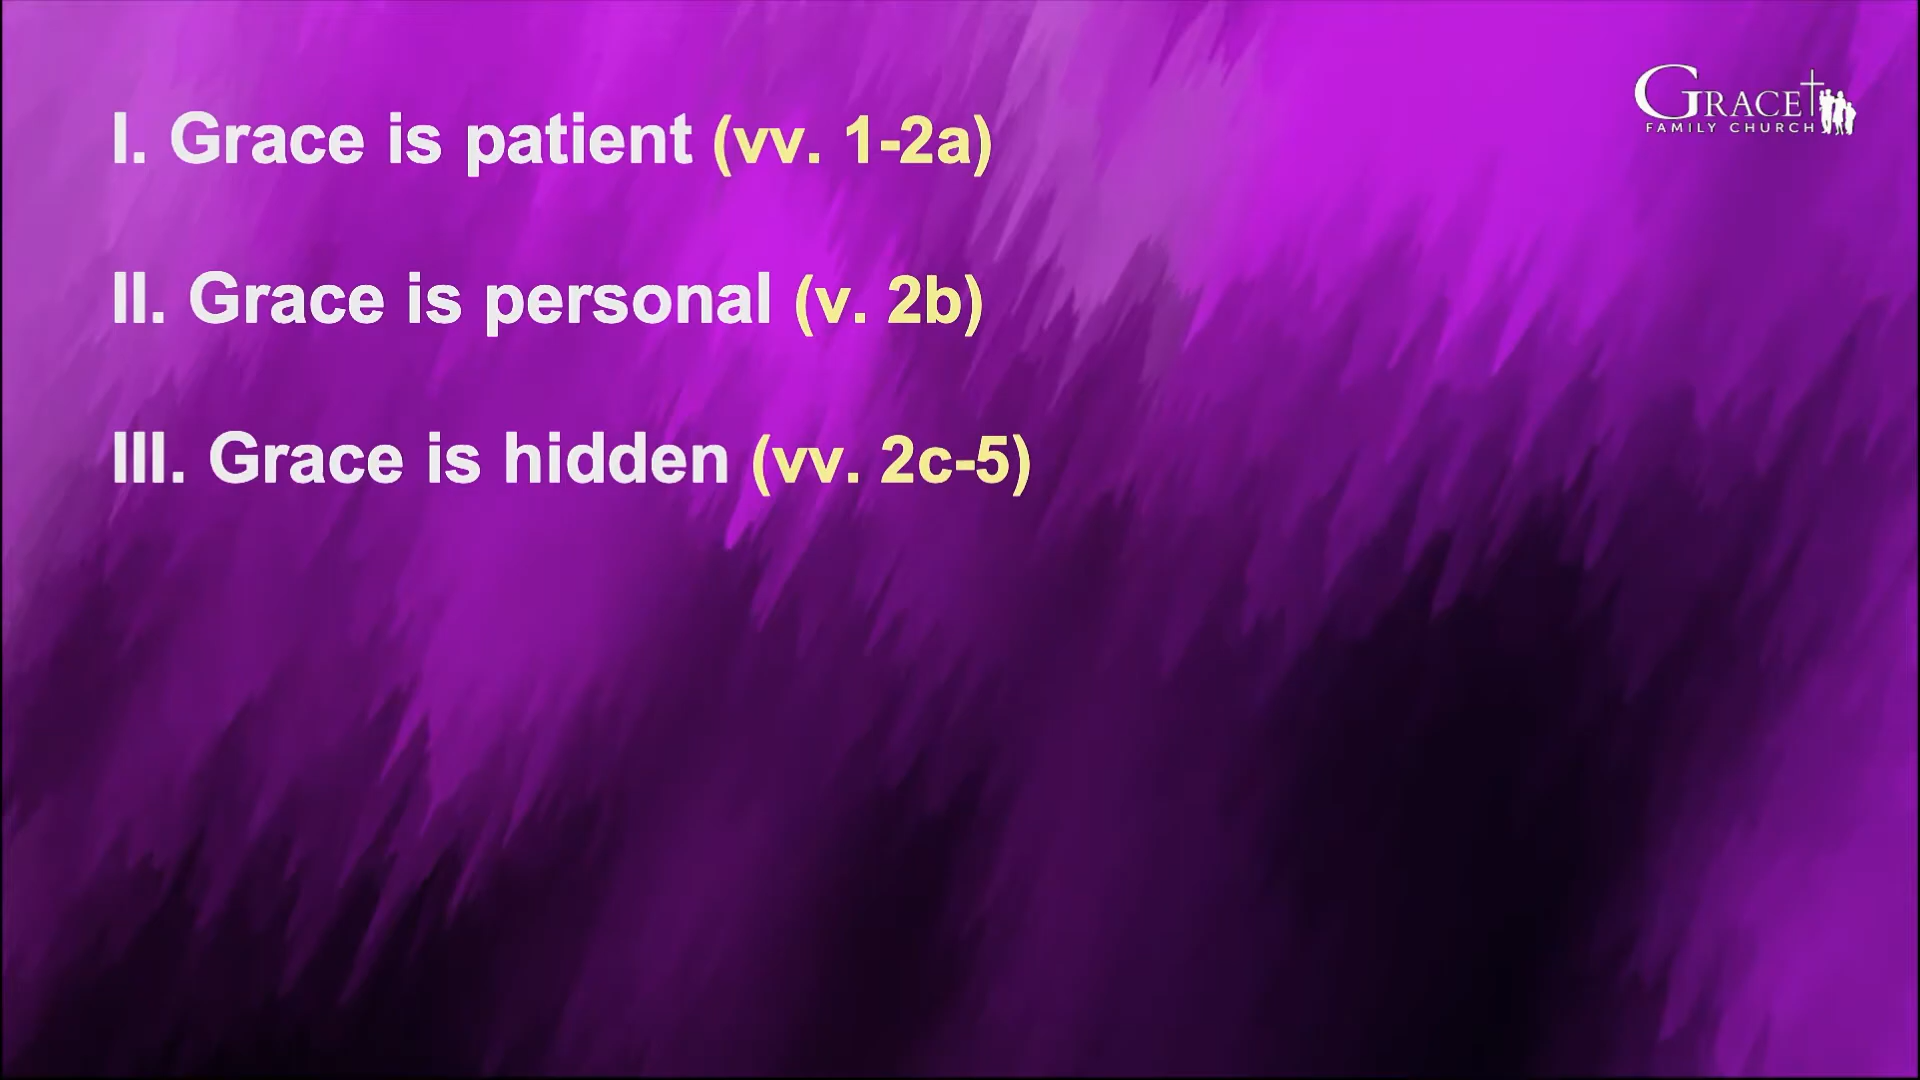 I. Grace is patient (vv. 1-2a)
II. Grace is personal (v. 2b)
III. Grace is hidden (vv. 2c-5)
GRACE
FAMILY CHURCH